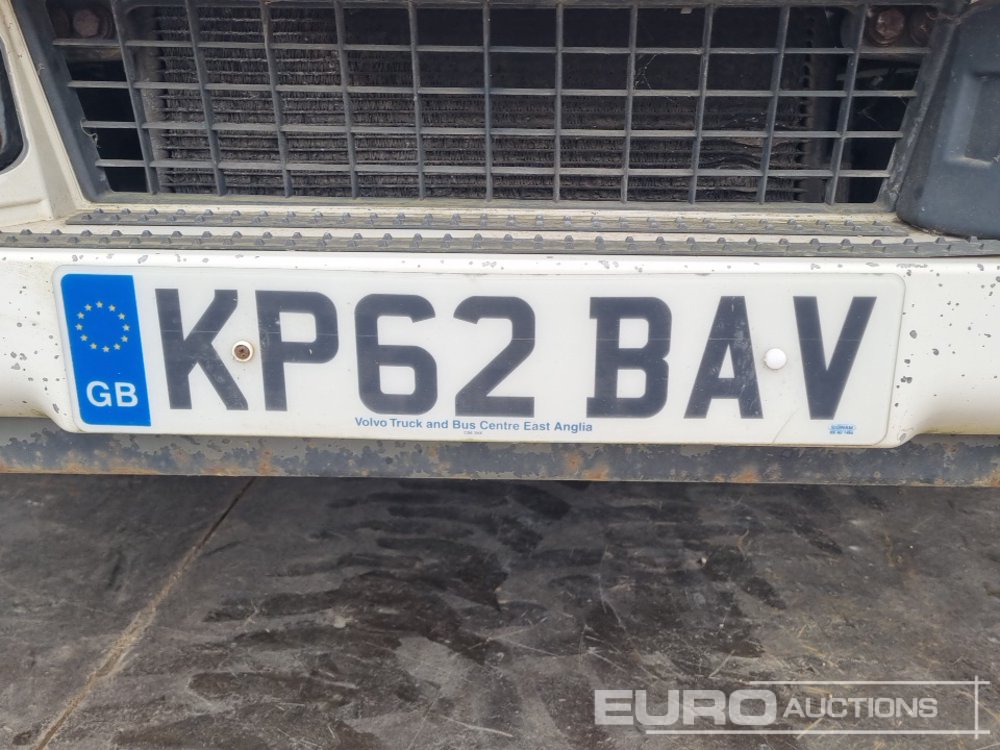 GB
KP62 BAV
Volvo Truck and Bus Centre East Anglia
EURO AUCTIONS